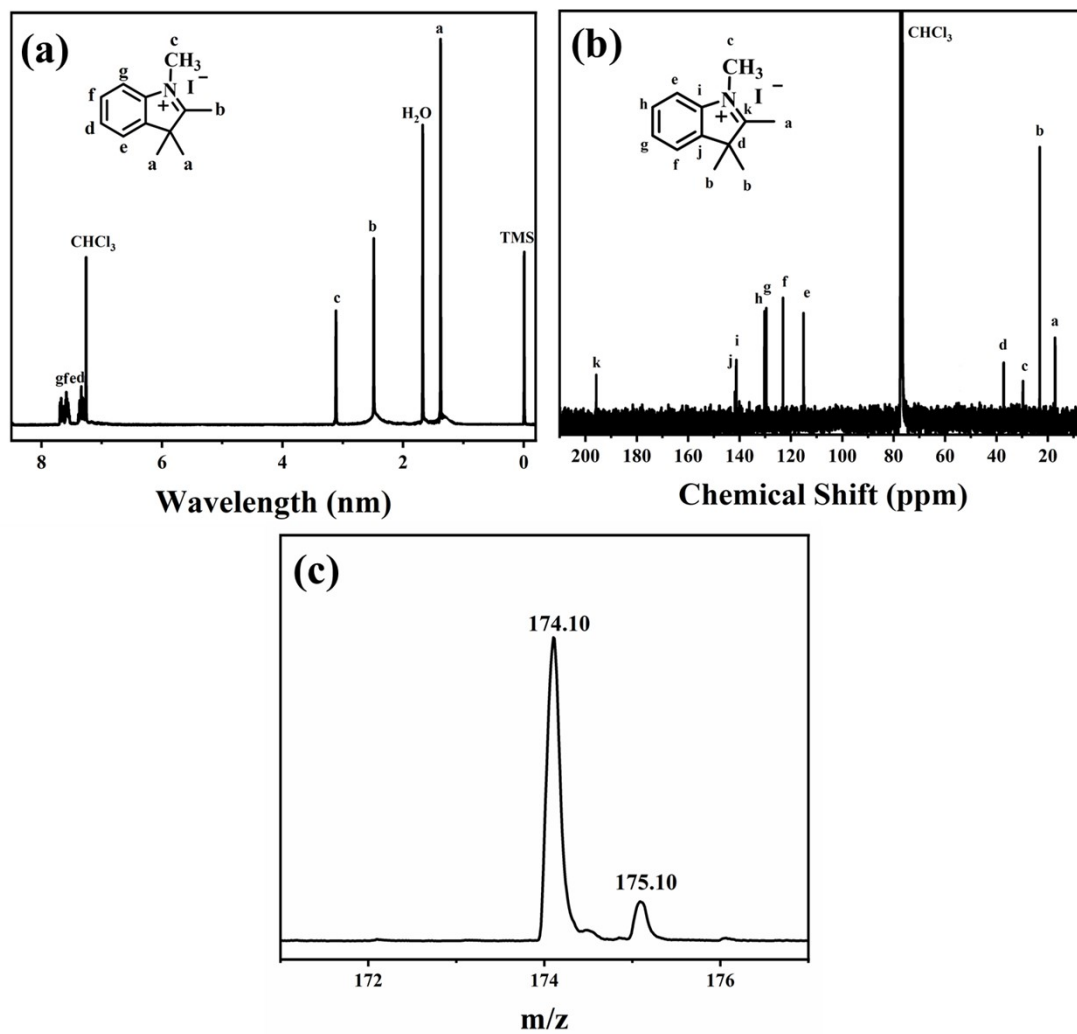 (a)
c
CH3
g
N
I⁻
f
+
b
d
e
a
a
CHCl₃
gfed
c
b
H₂O
a
TMS
8
6
4
2
0
Wavelength (nm)
(b)
c
CH3
e
i
N
I⁻
h
+
k
a
g
j
d
f
b
b
CHCl₃
k
j
i
h
g
f
e
d
c
b
a
200
180
160
140
120
100
80
60
40
20
Chemical Shift (ppm)
(c)
174.10
175.10
172
174
176
m/z